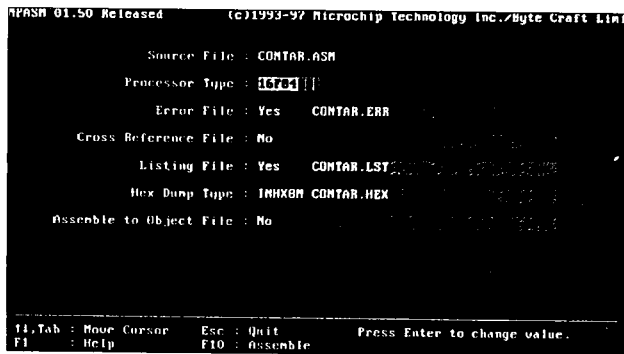 MPASM 01.50 Released (c)1993-97 Microchip Technology Inc./Byte Craft Limi
Source File : CONTAR.ASM
Processor Type : 16F84
Error File : Yes CONTAR.ERR
Cross Reference File : No
Listing File : Yes CONTAR.LST
Hex Dump Type : INHX8M CONTAR.HEX
Assemble to Object File : No
↑↓,Tab : Move Cursor Esc : Quit Press Enter to change value.
F1 : Help F10 : Assemble